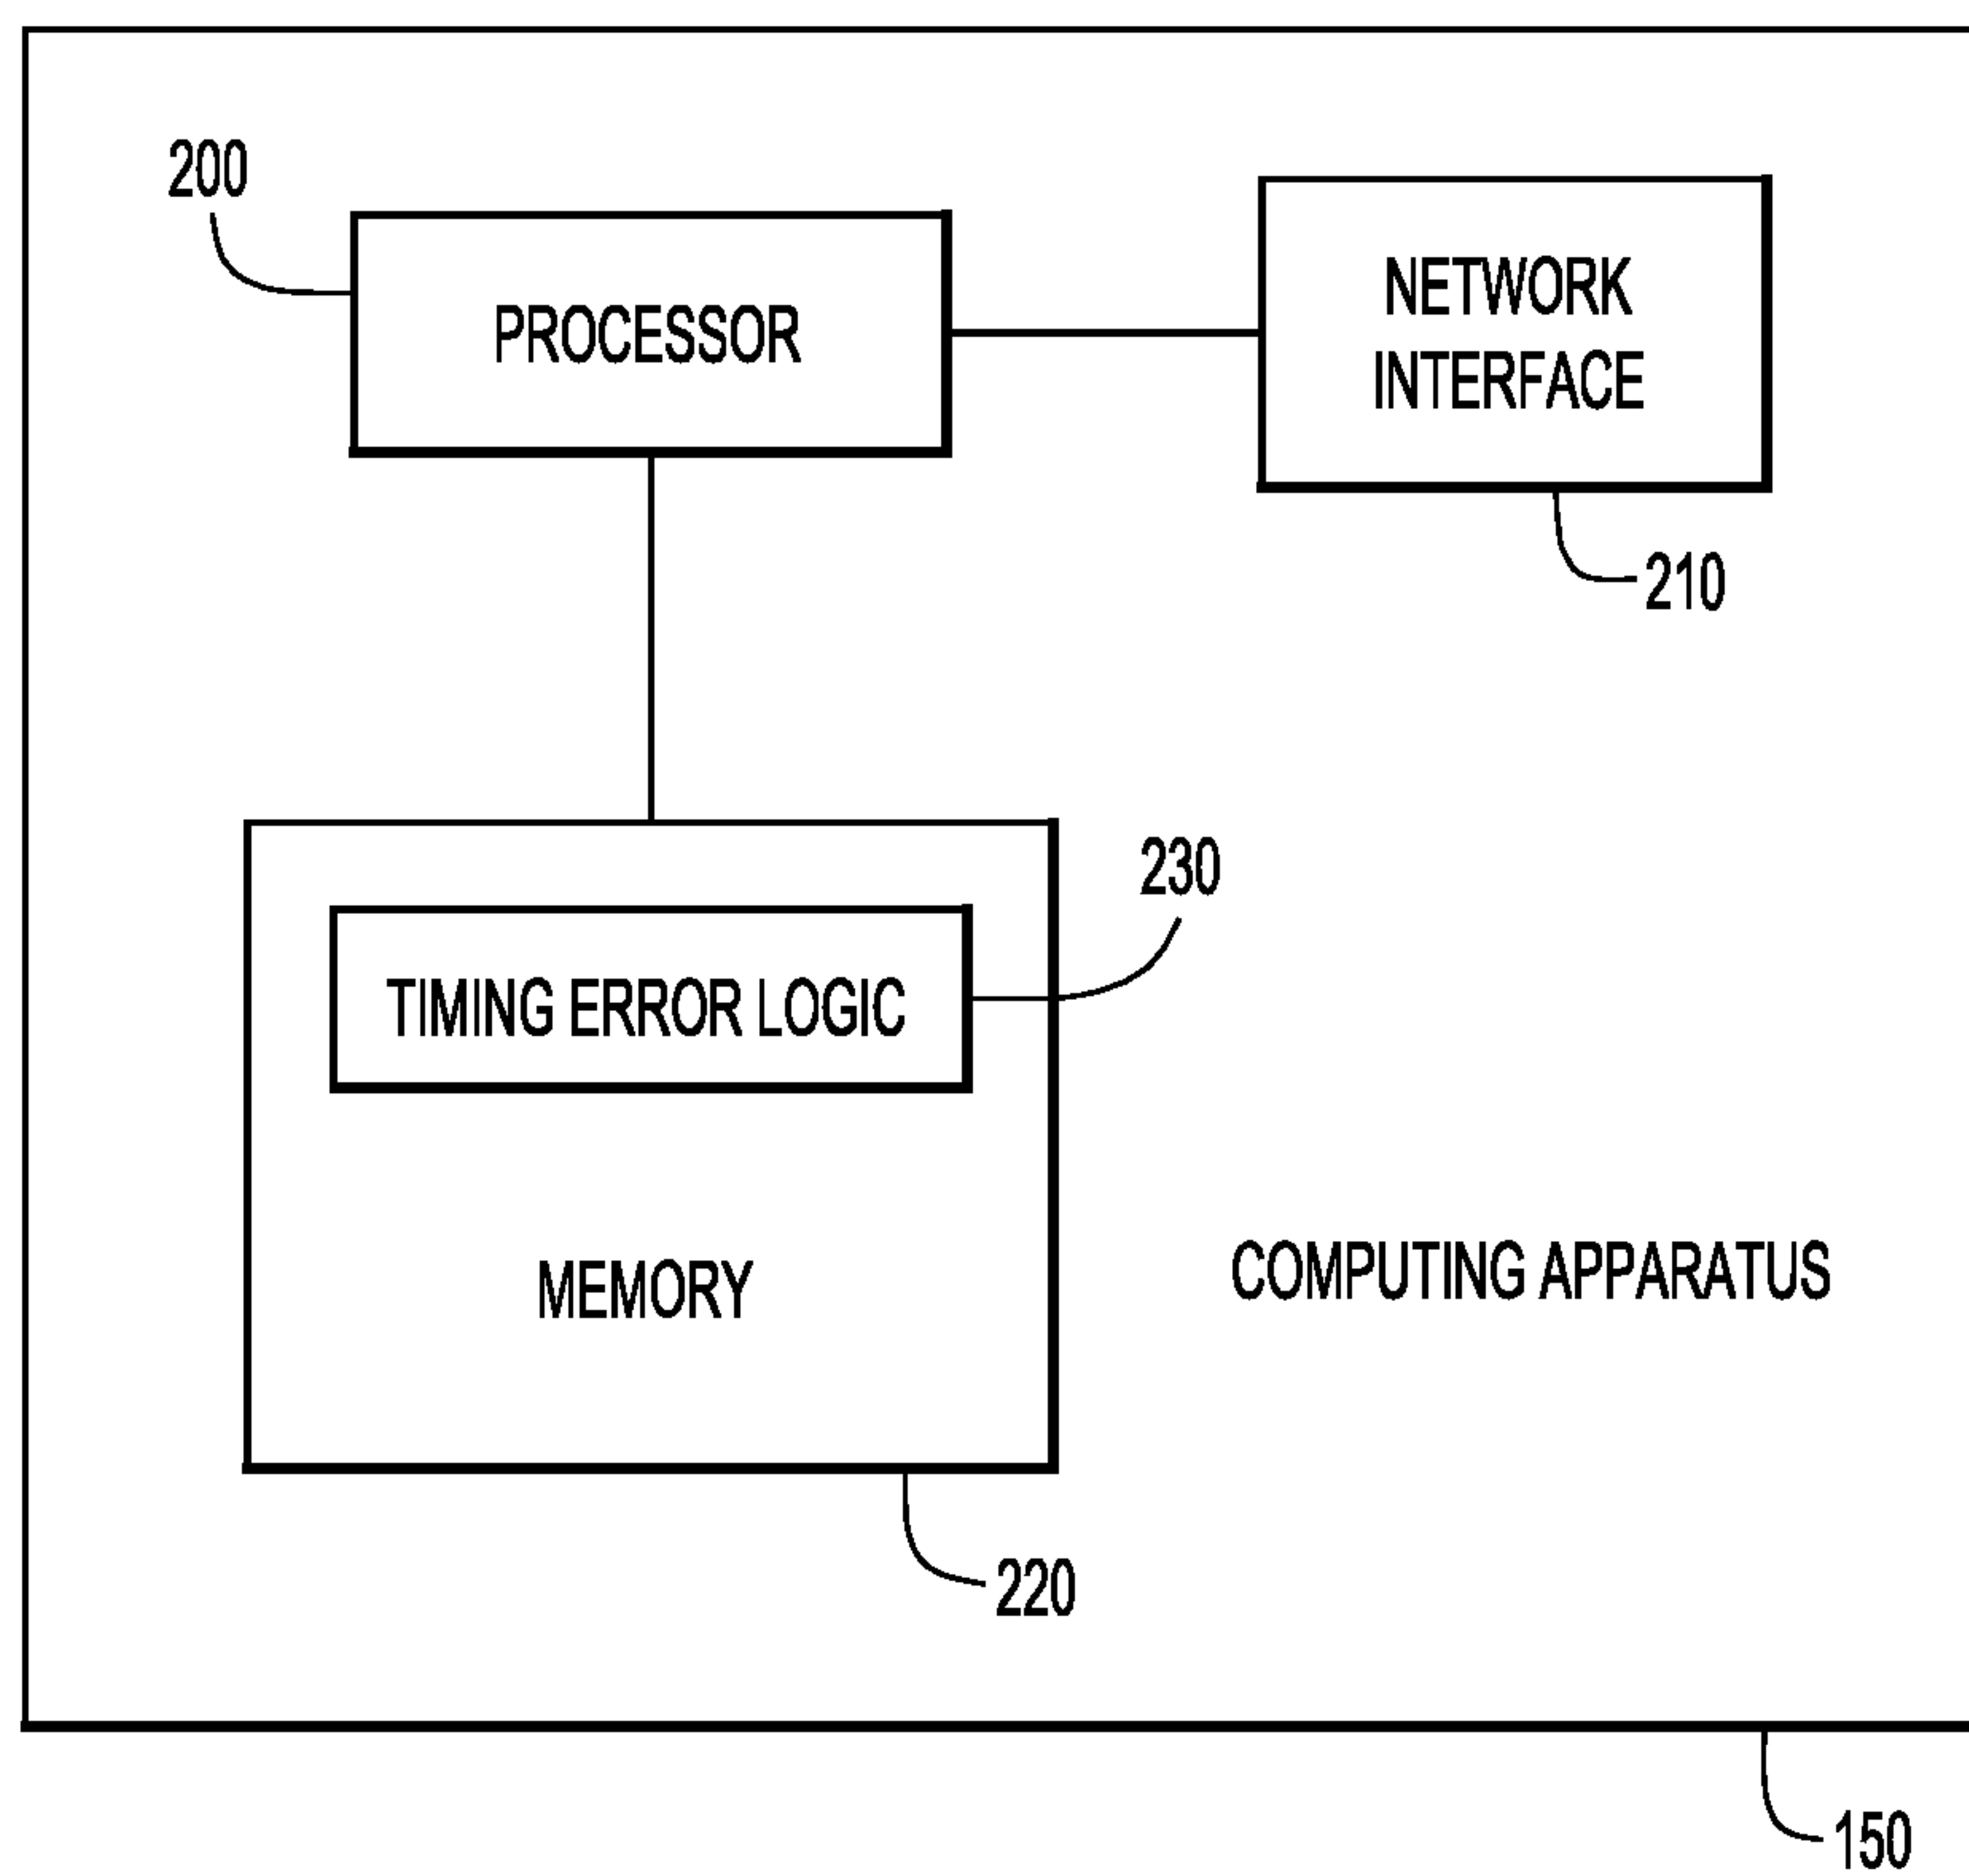 200
PROCESSOR
NETWORK
INTERFACE
210
230
TIMING ERROR LOGIC
MEMORY
COMPUTING APPARATUS
220
150